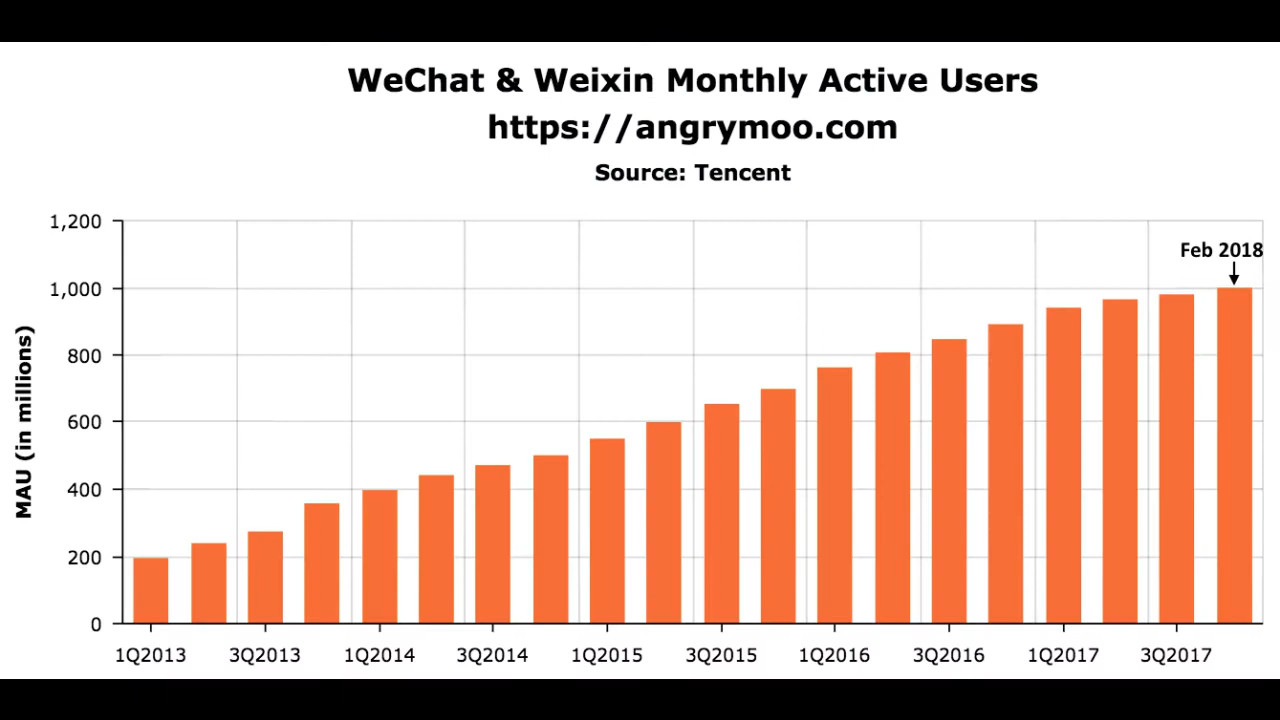 WeChat & Weixin Monthly Active Users
https://angrymoo.com
Source: Tencent
1,200
Feb 2018
1,000
800
600
400
200
0
MAU (in millions)
1Q2013 3Q2013 1Q2014 3Q2014 1Q2015 3Q2015 1Q2016 3Q2016 1Q2017 3Q2017